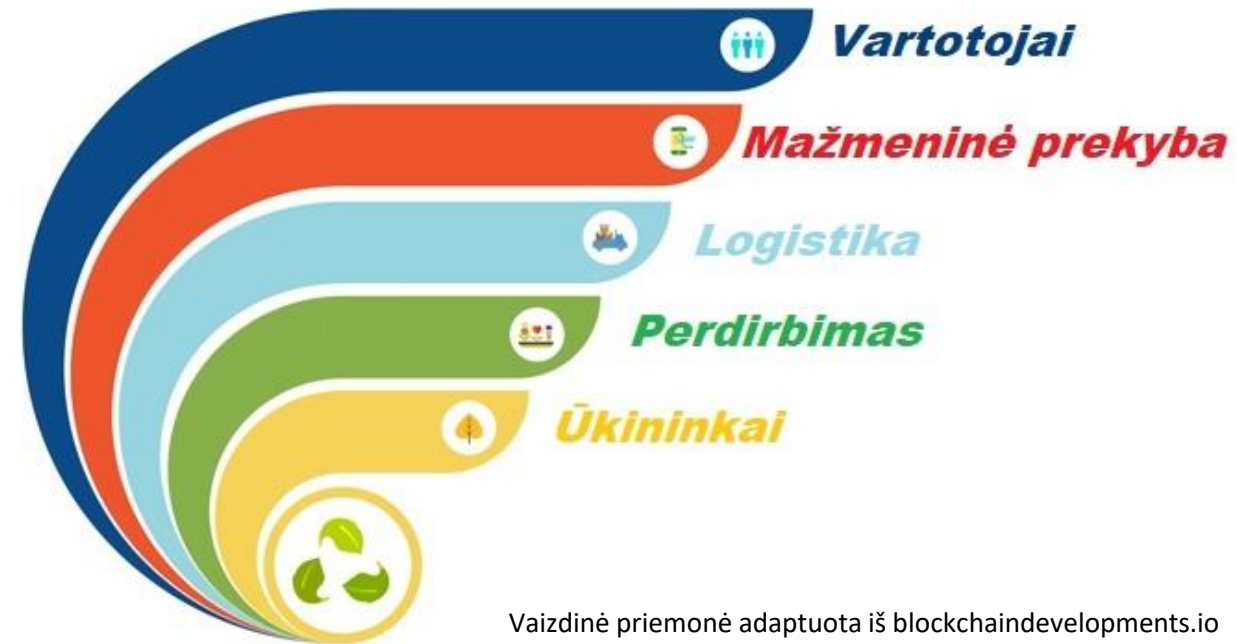 Vartotojai
Mažmeninė prekyba
Logistika
Perdirbimas
Ūkininkai
Vaizdinė priemonė adaptuota iš blockchaindevelopments.io